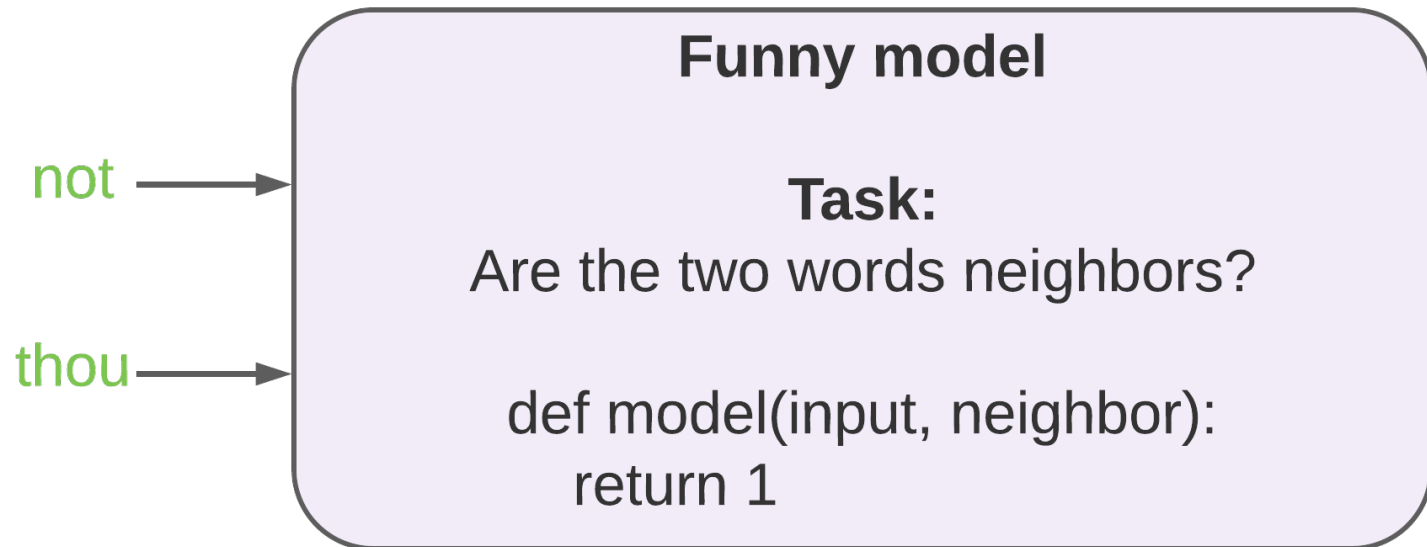 Funny model
not
Task:
Are the two words neighbors?
thou
def model(input, neighbor):
return 1